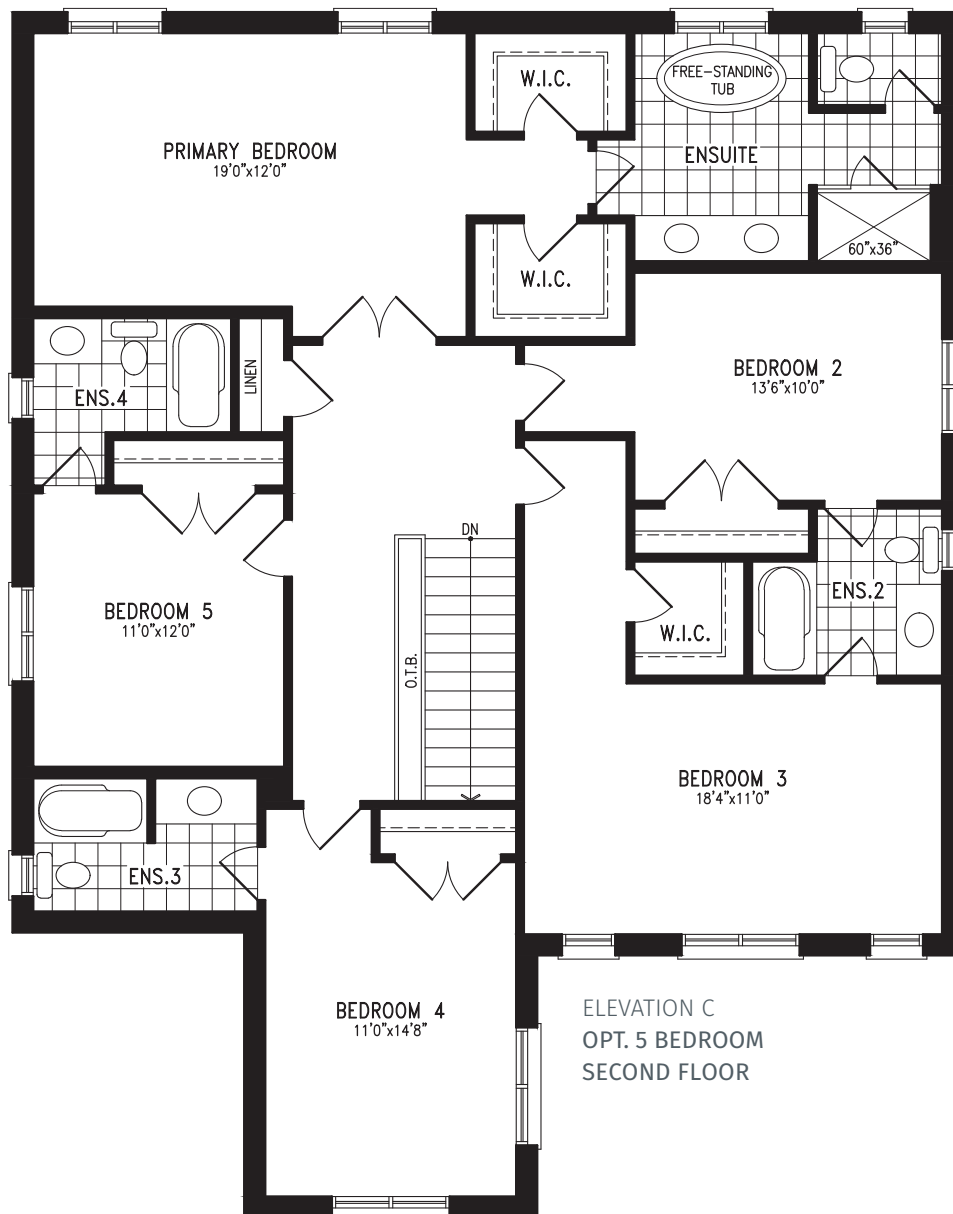 W.I.C.
FREE-STANDING
TUB
PRIMARY BEDROOM
19'0"x12'0"
ENSUITE
60"x36"
W.I.C.
LINEN
ENS.4
BEDROOM 2
13'6"x10'0"
DN
BEDROOM 5
11'0"x12'0"
O.T.B.
W.I.C.
ENS.2
BEDROOM 3
18'4"x11'0"
ENS.3
BEDROOM 4
11'0"x14'8"
ELEVATION C
OPT. 5 BEDROOM
SECOND FLOOR